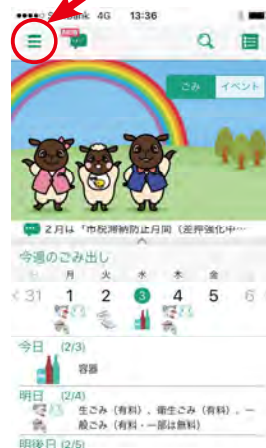 4G 13:36
NEW
ごみ イベント
2月は「市税滞納防止月間(差押強化中…
今週のごみ出し
月 火 水 木 金
31 1 2 3 4 5 6
今日 (2/3)
容器
明日 (2/4)
生ごみ(有料)、衛生ごみ(有料)、一
般ごみ(有料・一部は無料)
明後日 (2/5)